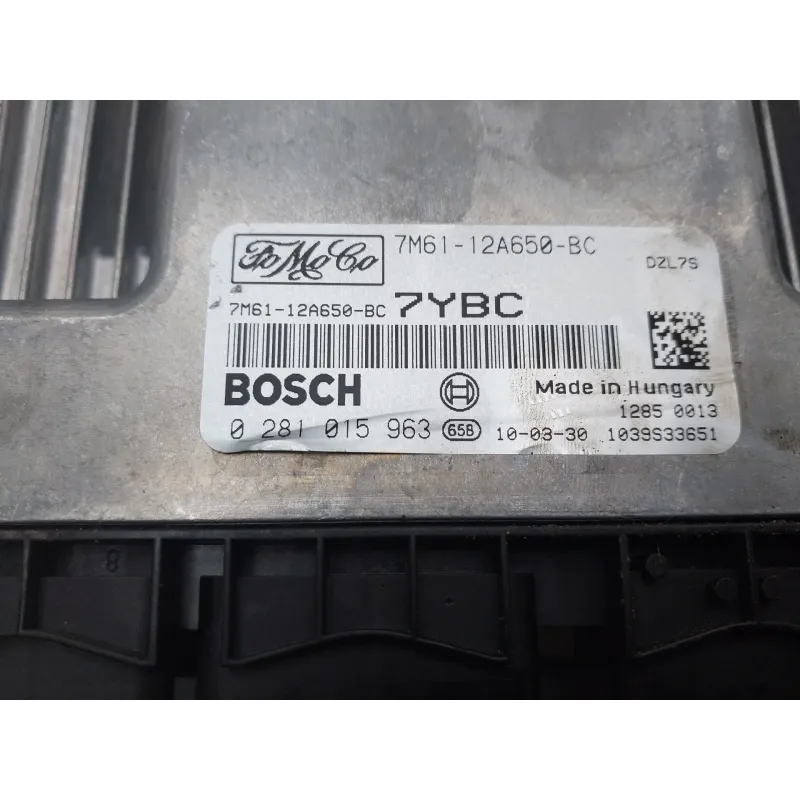 FoMoCo 7M61-12A650-BC DZL7S
7M61-12A650-BC 7YBC
BOSCH Made in Hungary
1285 0013
0 281 015 963 65B 10-03-30 1039S33651
8